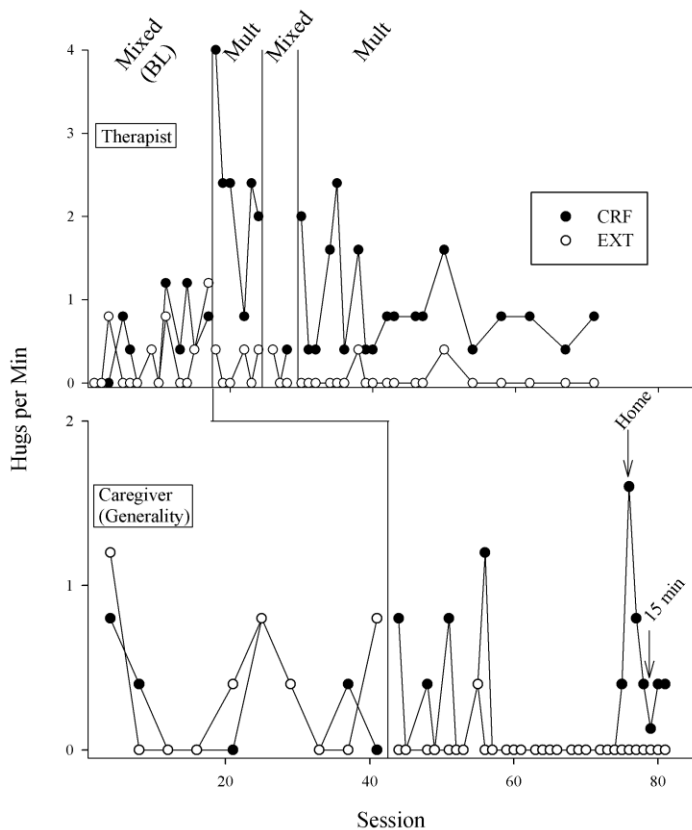 Mixed
(BL)
Mult
Mixed
Mult
4
3
2
1
0
Therapist
CRF
EXT
Hugs per Min
2
1
0
Caregiver
(Generality)
Home
15 min
20
40
60
80
Session